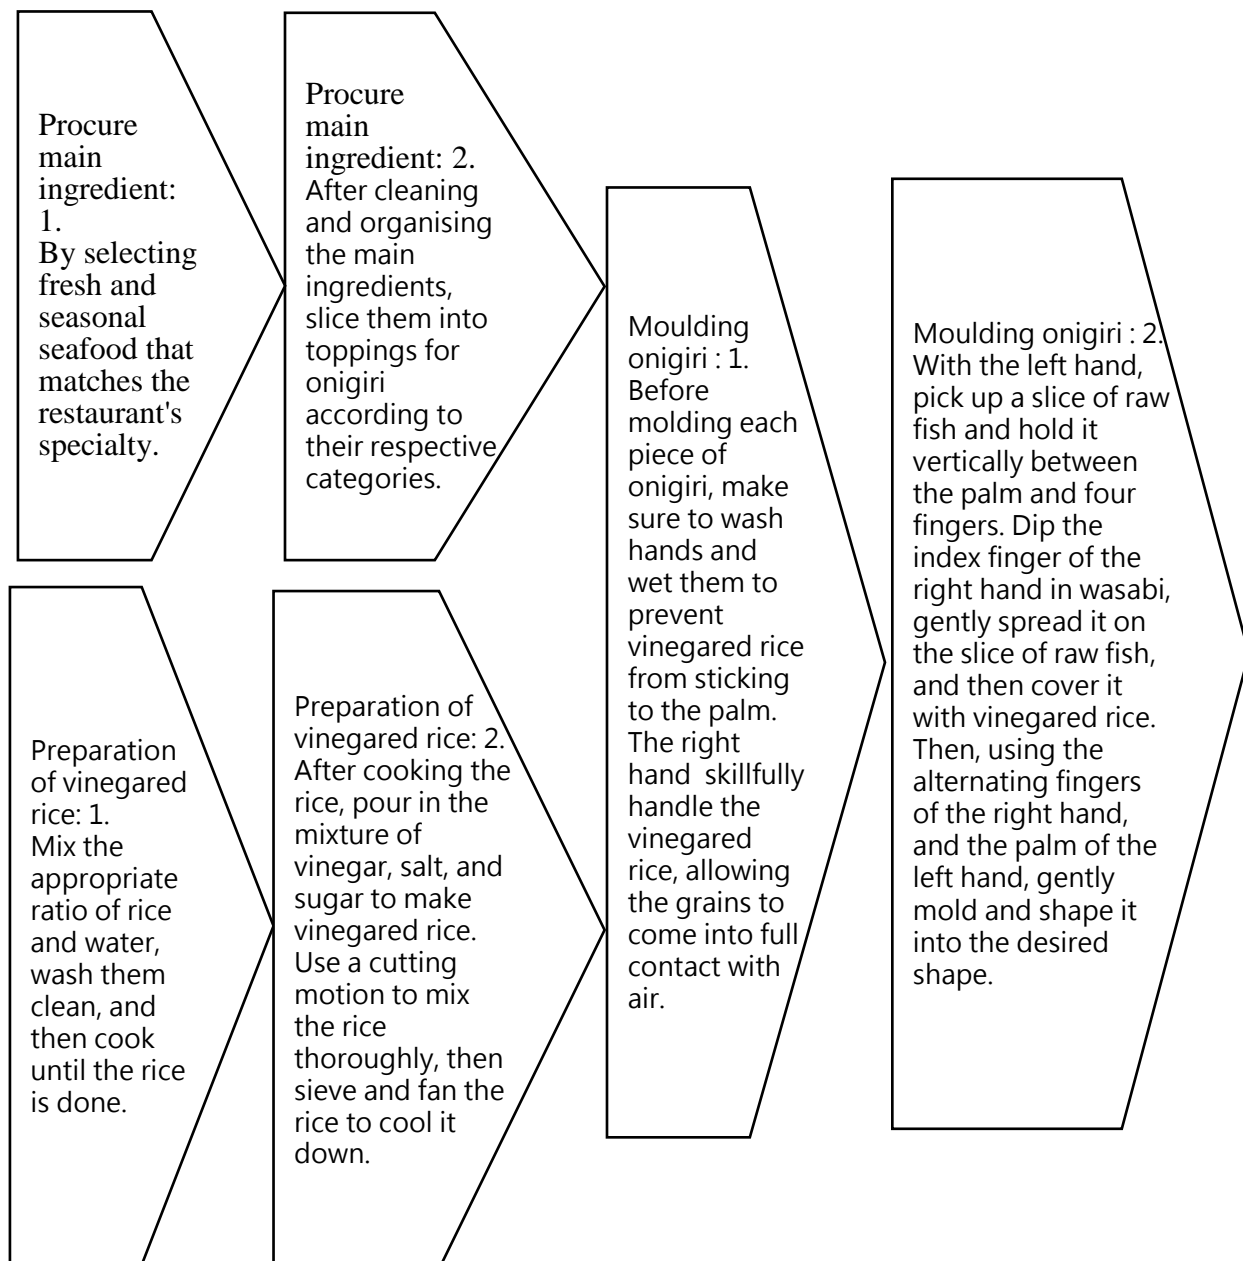 Procure
main
ingredient:
1.
By selecting
fresh and
seasonal
seafood that
matches the
restaurant's
specialty.
Procure
main
ingredient: 2.
After cleaning
and organising
the main
ingredients,
slice them into
toppings for
onigiri
according to
their respective
categories.
Preparation
of vinegared
rice: 1.
Mix the
appropriate
ratio of rice
and water,
wash them
clean, and
then cook
until the rice
is done.
Preparation of
vinegared rice: 2.
After cooking the
rice, pour in the
mixture of
vinegar, salt, and
sugar to make
vinegared rice.
Use a cutting
motion to mix
the rice
thoroughly, then
sieve and fan the
rice to cool it
down.
Moulding
onigiri : 1.
Before
molding each
piece of
onigiri, make
sure to wash
hands and
wet them to
prevent
vinegared rice
from sticking
to the palm.
The right
hand  skillfully
handle the
vinegared
rice, allowing
the grains to
come into full
contact with
air.
Moulding onigiri : 2.
With the left hand,
pick up a slice of raw
fish and hold it
vertically between
the palm and four
fingers. Dip the
index finger of the
right hand in wasabi,
gently spread it on
the slice of raw fish,
and then cover it
with vinegared rice.
Then, using the
alternating fingers
of the right hand,
and the palm of the
left hand, gently
mold and shape it
into the desired
shape.